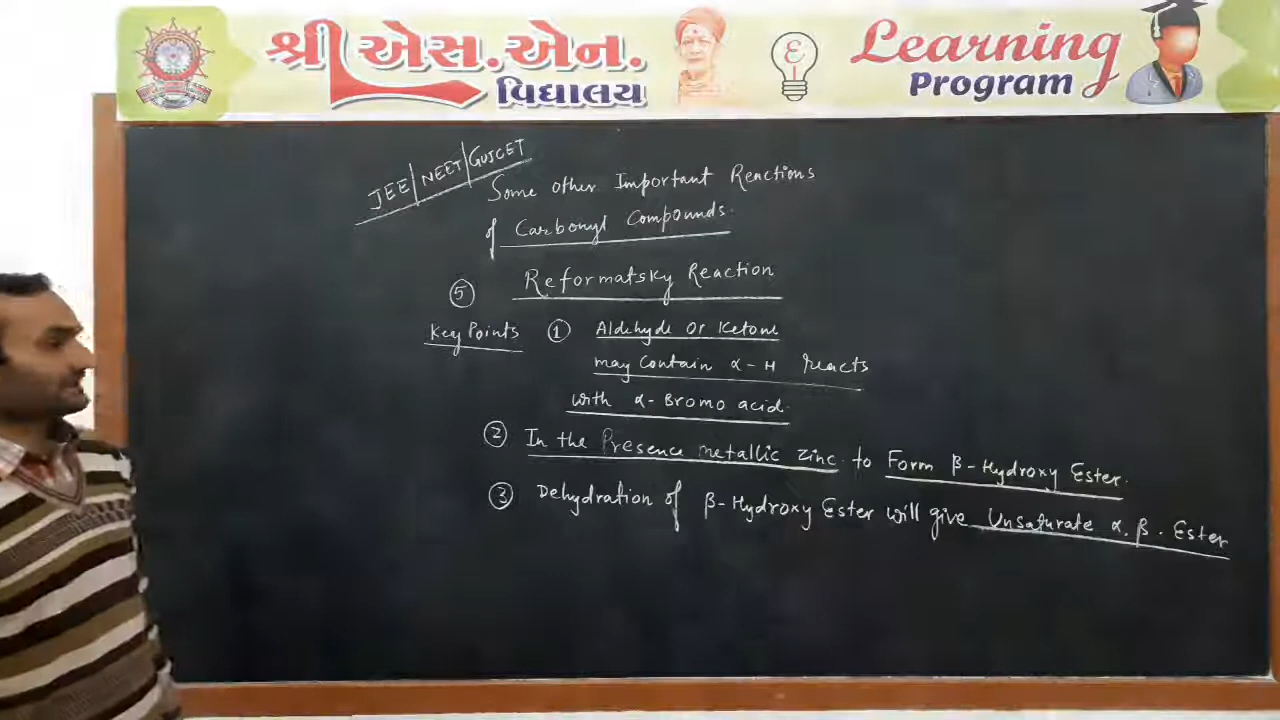 શ્રી એસ.એન. વિદ્યાલય
Learning Program
JEE|NEET|GUJCET
Some other Important Reactions
of Carbonyl Compounds.
⑤ Reformatsky Reaction
Key Points ① Aldehyde Or Ketone
may contain α-H reacts
with α-Bromo acid.
② In the Presence metallic zinc. to Form β-Hydroxy Ester.
③ Dehydration of β-Hydroxy Ester will give Unsaturate α,β. Ester